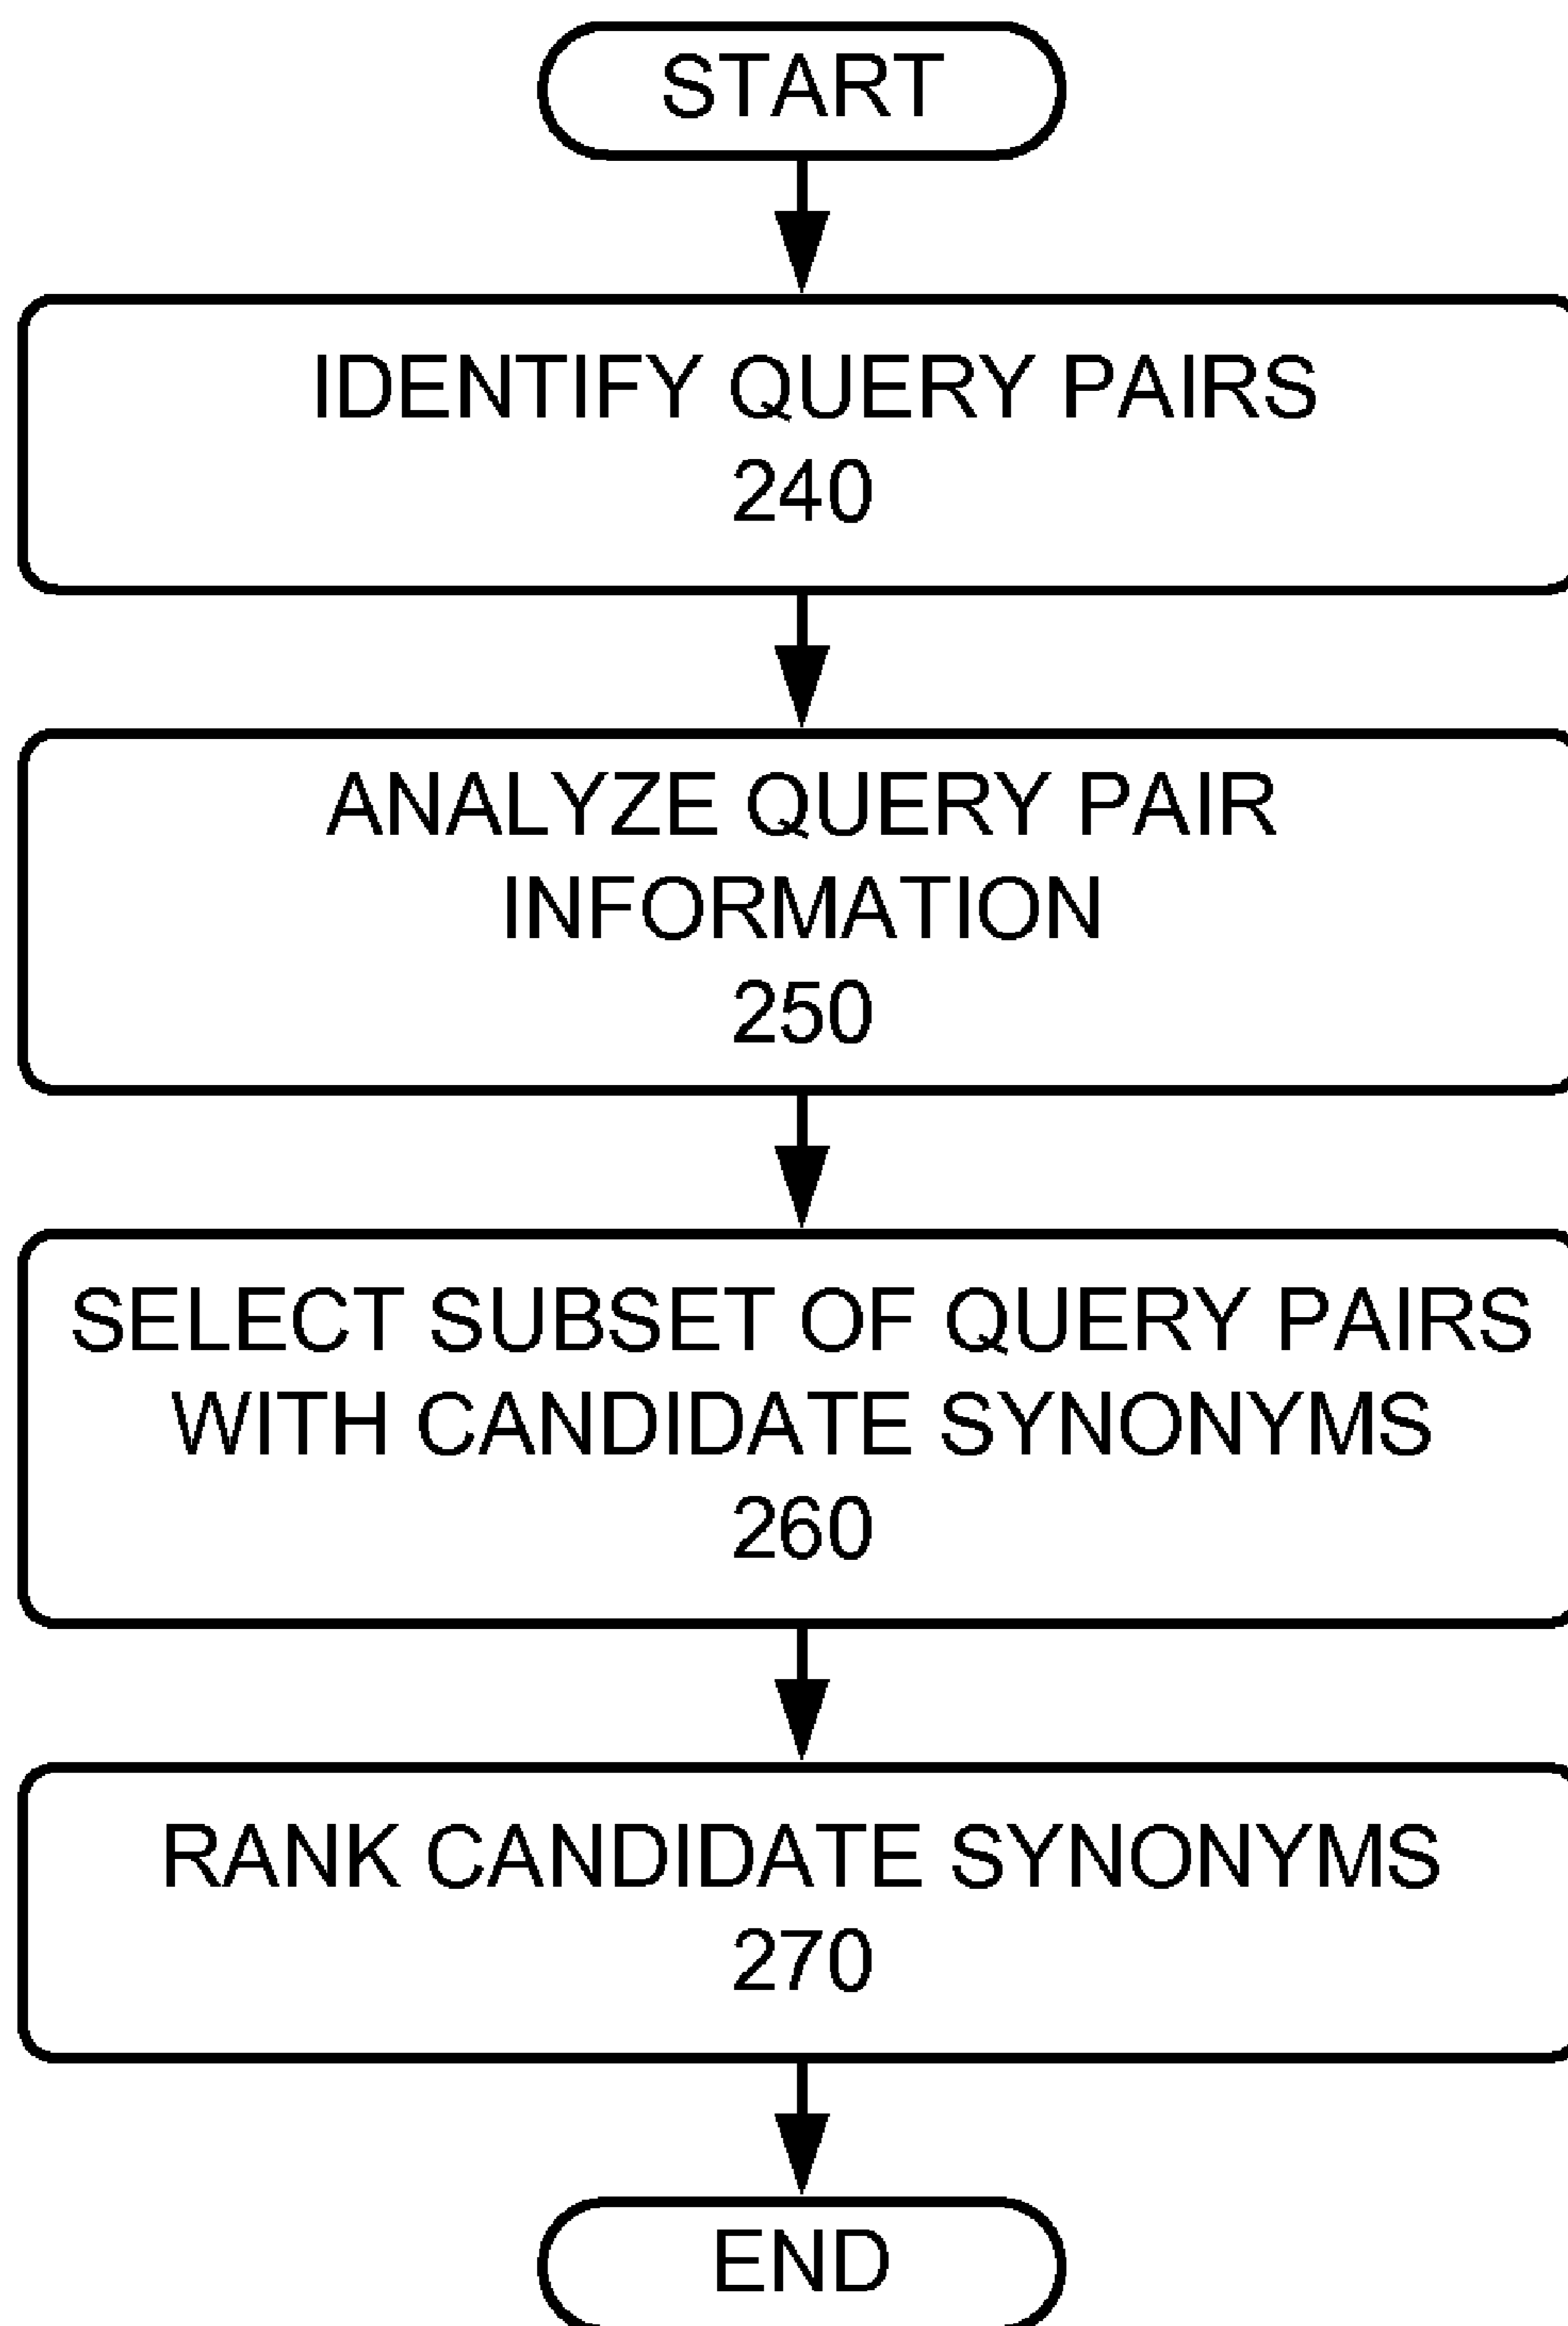 START
IDENTIFY QUERY PAIRS
240
ANALYZE QUERY PAIR
INFORMATION
250
SELECT SUBSET OF QUERY PAIRS
WITH CANDIDATE SYNONYMS
260
RANK CANDIDATE SYNONYMS
270
END